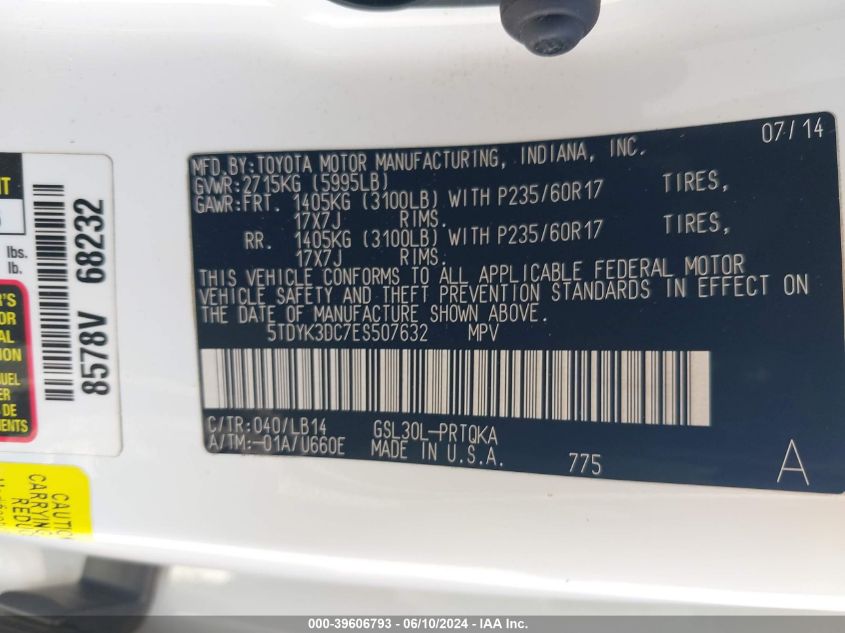 07/14
MFD.BY:TOYOTA MOTOR MANUFACTURING, INDIANA, INC.
GVWR:2715KG (5995LB)
GAWR:FRT. 1405KG (3100LB) WITH P235/60R17 TIRES,
17X7J RIMS.
RR. 1405KG (3100LB) WITH P235/60R17 TIRES,
17X7J RIMS.
THIS VEHICLE CONFORMS TO ALL APPLICABLE FEDERAL MOTOR
VEHICLE SAFETY AND THEFT PREVENTION STANDARDS IN EFFECT ON
THE DATE OF MANUFACTURE SHOWN ABOVE.
5TDYK3DC7ES507632 MPV
C/TR:040/LB14 GSL30L-PRTQKA
A/TM:-01A/U660E MADE IN U.S.A. 775 A
lbs.
lb.
8578V 68232
CAUTION
CARRYING
000-39606793 - 06/10/2024 - IAA Inc.